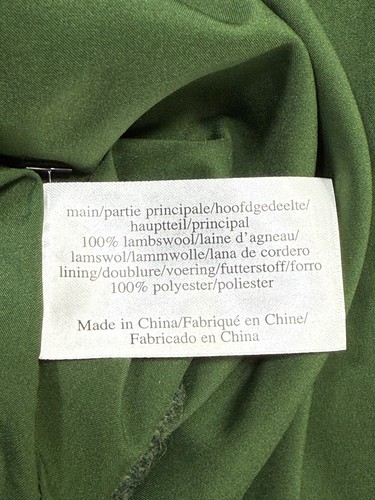 main/partie principale/hoofdgedeelte/
hauptteil/principal
100% lambswool/laine d'agneau/
lamswol/lammwolle/lana de cordero
lining/doublure/voering/futterstoff/forro
100% polyester/poliester
Made in China/Fabriqué en Chine/
Fabricado en China